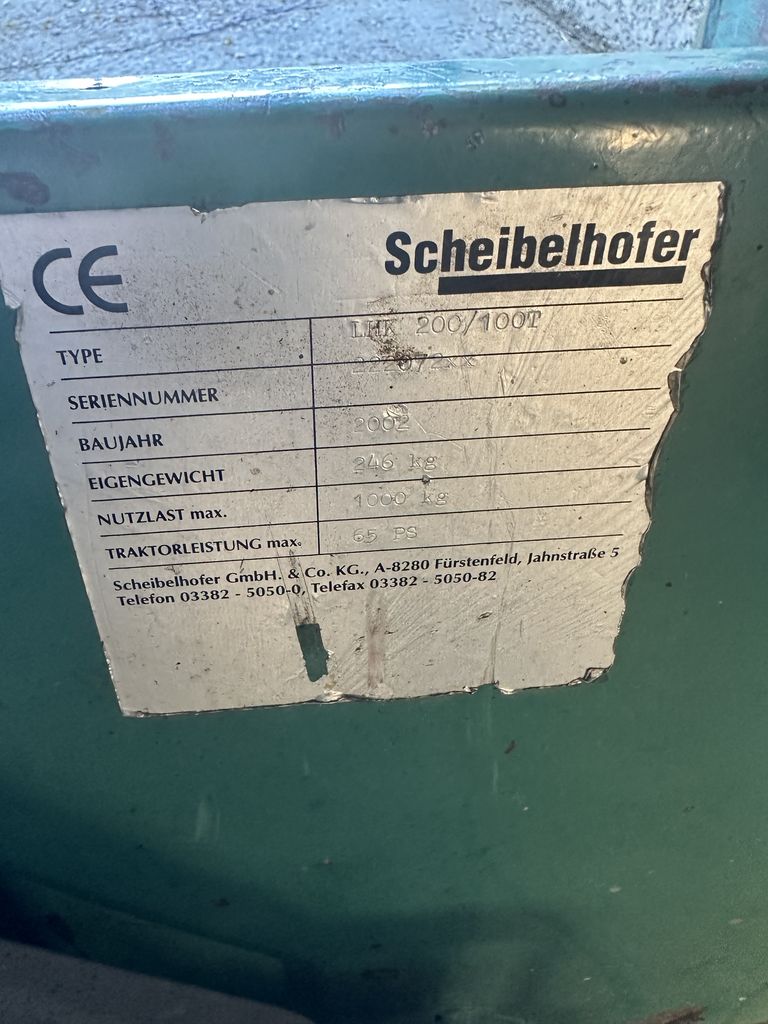 CE
Scheibelhofer
TYPE LHK 200/100T
SERIENNUMMER
BAUJAHR 2002
EIGENGEWICHT 246 kg
NUTZLAST max. 1000 kg
TRAKTORLEISTUNG max. 65 PS
Scheibelhofer GmbH. & Co. KG., A-8280 Fürstenfeld, Jahnstraße 5
Telefon 03382 - 5050-0, Telefax 03382 - 5050-82